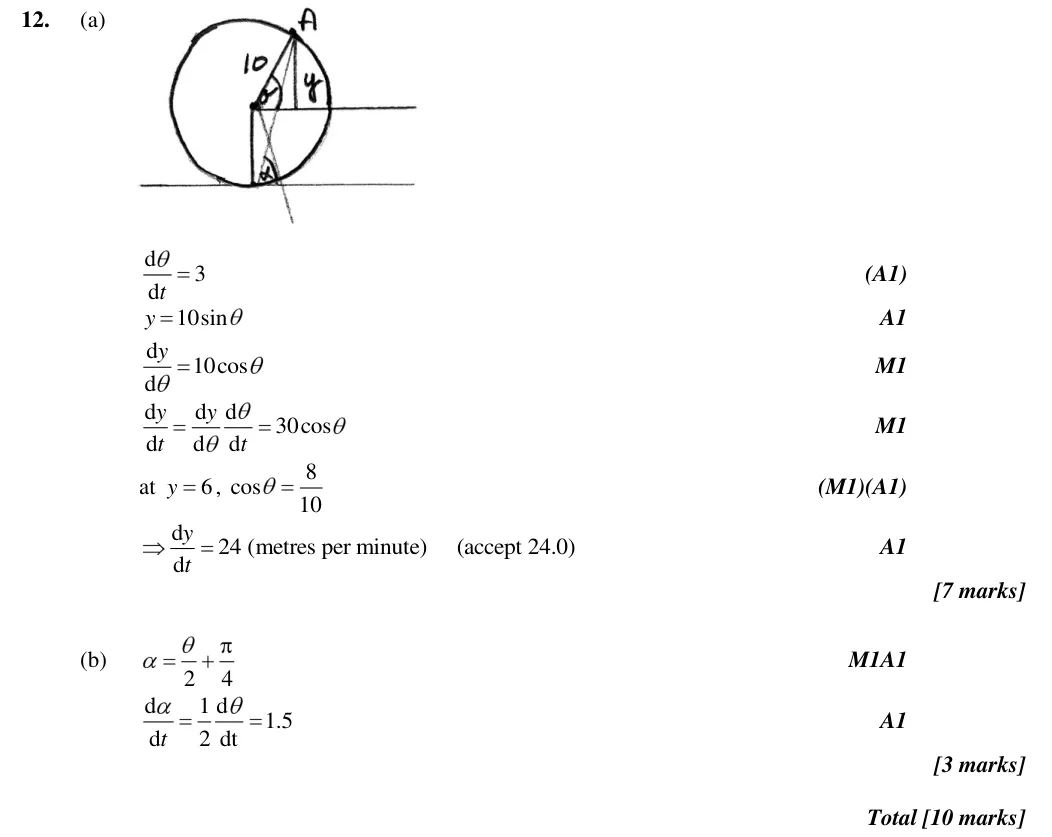 12. (a)
A
10
y
α
dθ/dt = 3 (A1)
y = 10sinθ A1
dy/dθ = 10cosθ M1
dy/dt = dy/dθ dθ/dt = 30cosθ M1
at y = 6, cosθ = 8/10 (M1)(A1)
⇒ dy/dt = 24 (metres per minute) (accept 24.0) A1
[7 marks]
(b) α = θ/2 + π/4 M1A1
dα/dt = 1/2 dθ/dt = 1.5 A1
[3 marks]
Total [10 marks]